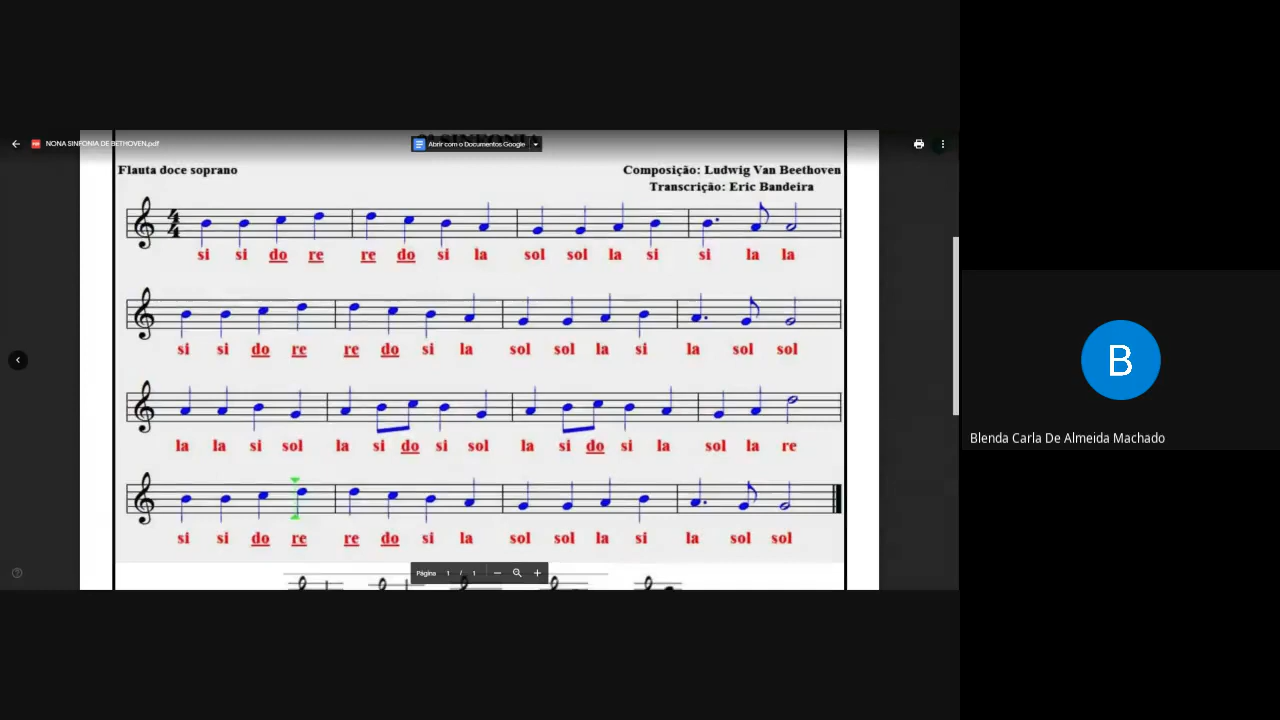 NONA SINFONIA DE BETHOVEN.pdf
Abrir com o Documentos Google
Flauta doce soprano
Composição: Ludwig Van Beethoven
Transcrição: Eric Bandeira
4
4
si si do re re do si la sol sol la si si la la
si si do re re do si la sol sol la si la sol sol
la la si sol la si do si sol la si do si la sol la re
si si do re re do si la sol sol la si la sol sol
Página 1 / 1
B
Blenda Carla De Almeida Machado